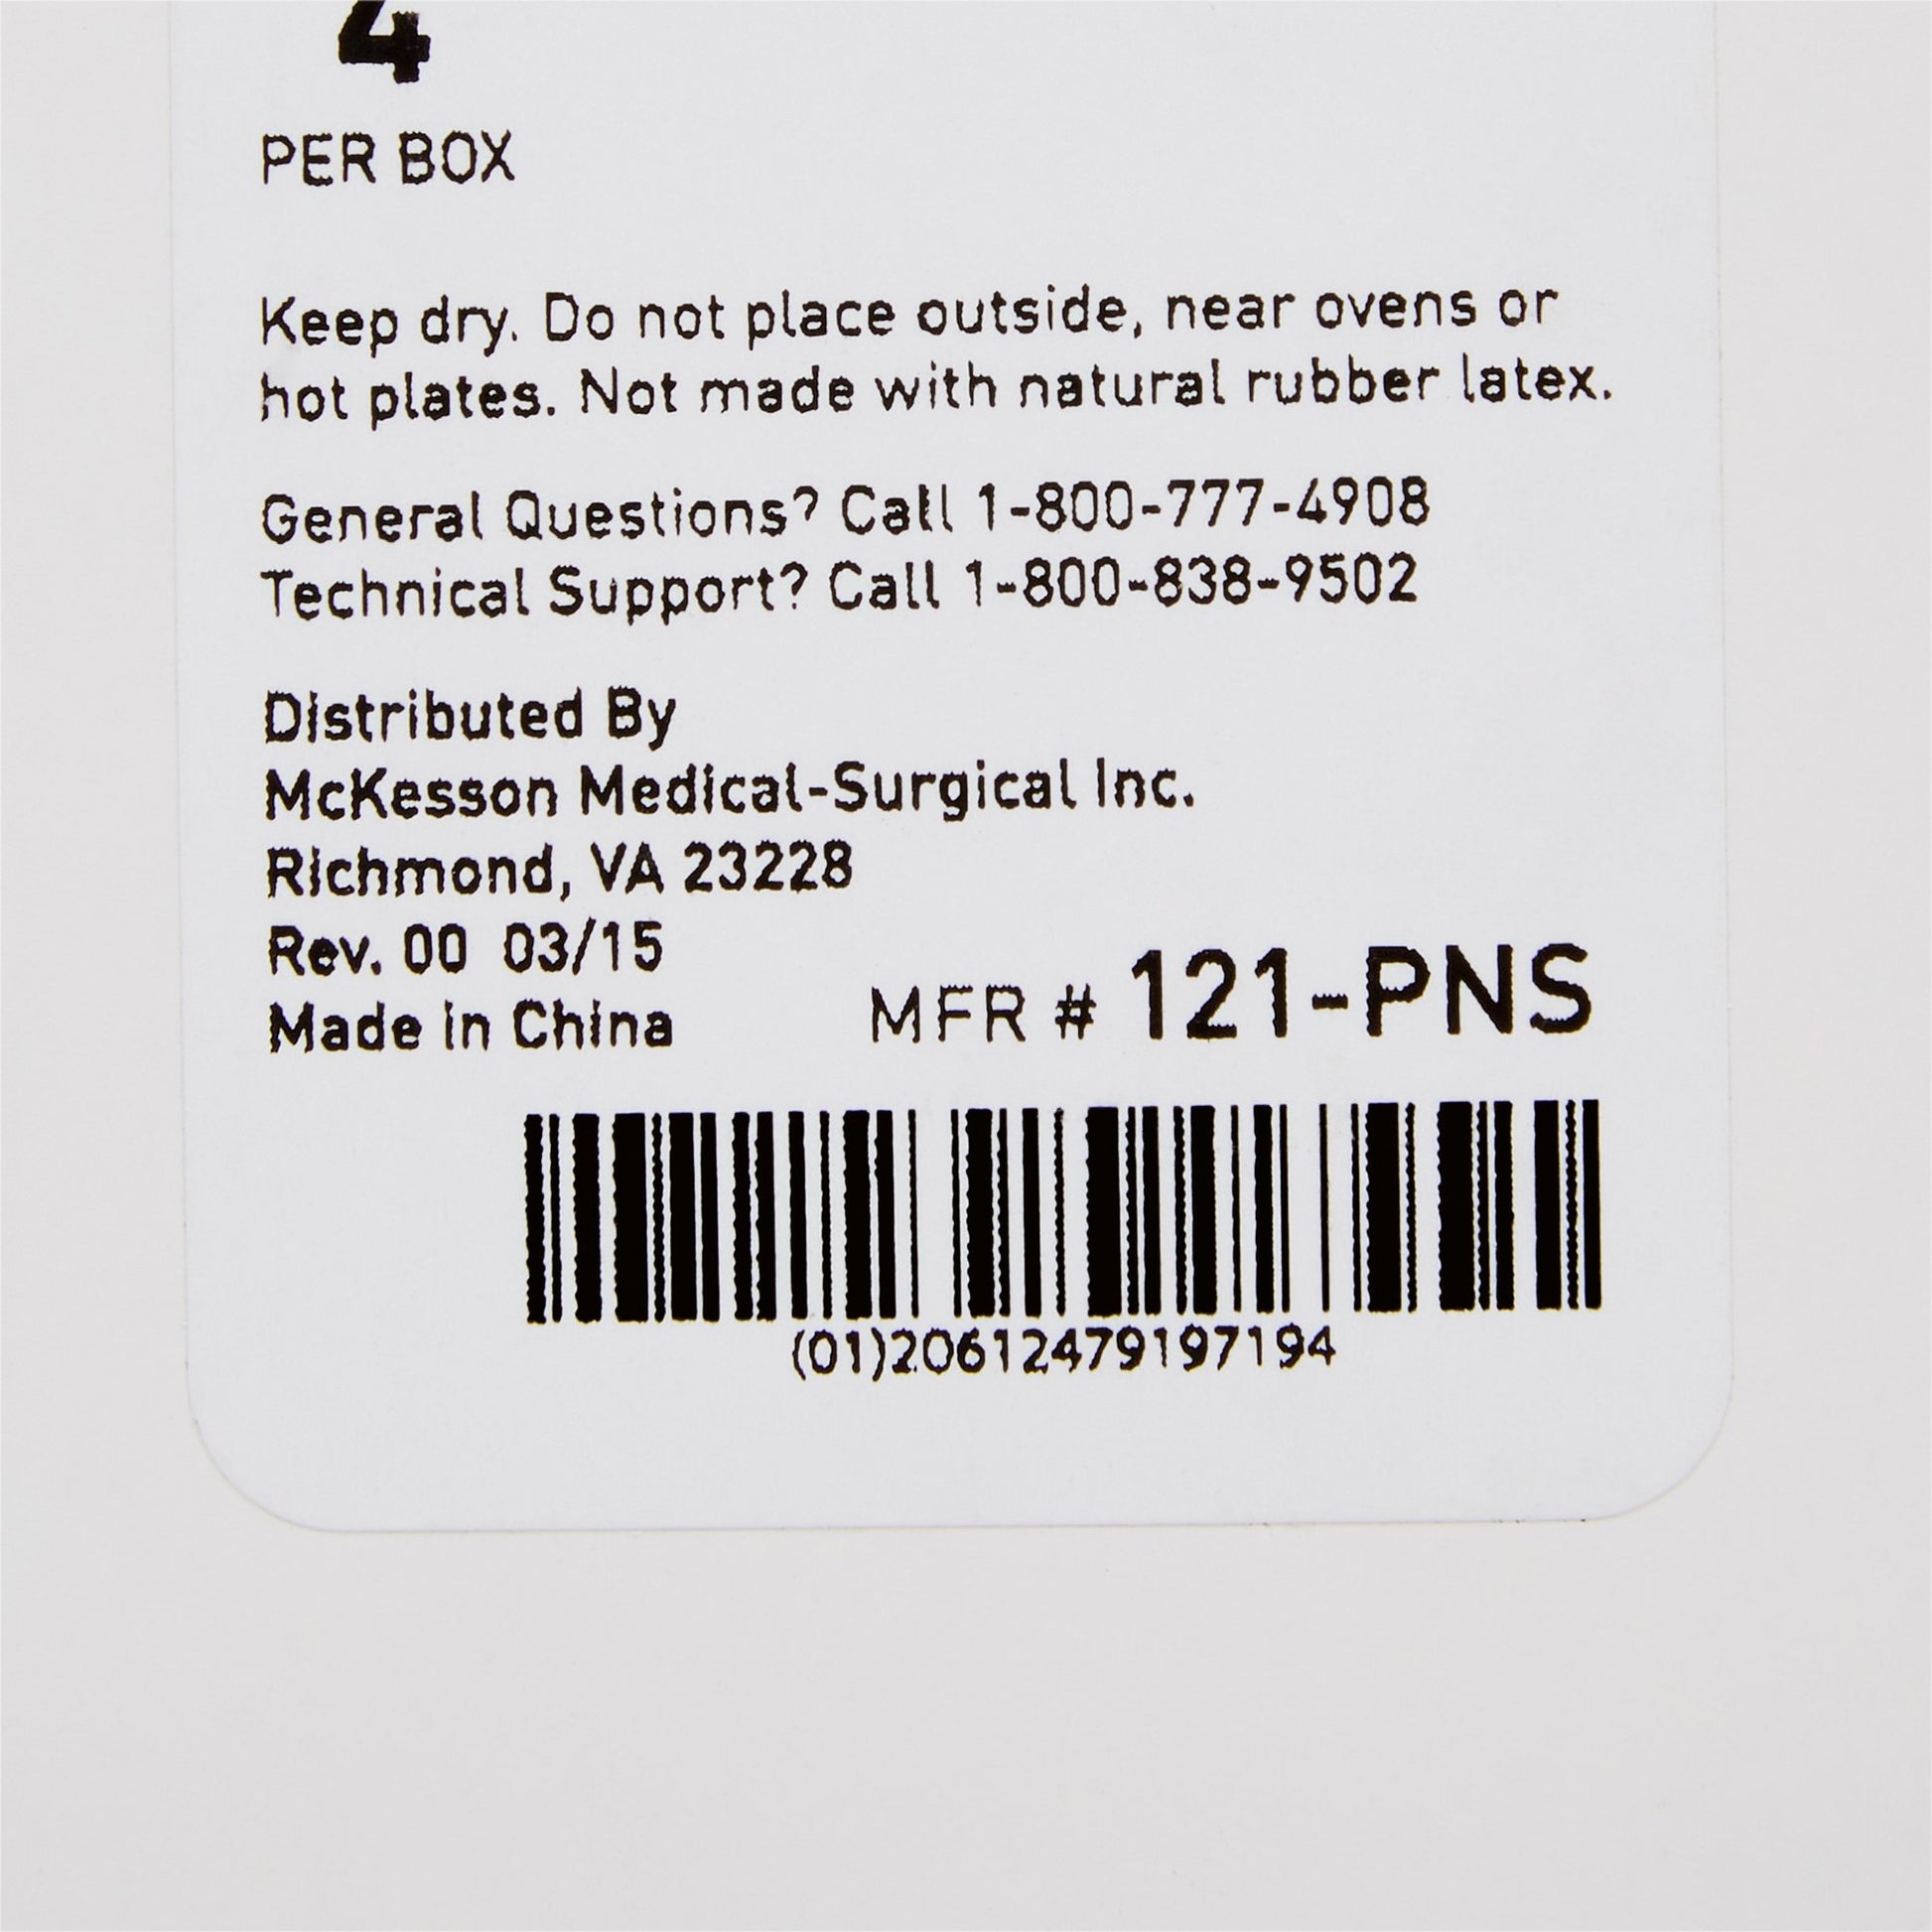 4
PER BOX
Keep dry. Do not place outside, near ovens or
hot plates. Not made with natural rubber latex.
General Questions? Call 1-800-777-4908
Technical Support? Call 1-800-838-9502
Distributed By
McKesson Medical-Surgical Inc.
Richmond, VA 23228
Rev. 00 03/15
Made in China
MFR # 121-PNS
(01)20612479197194